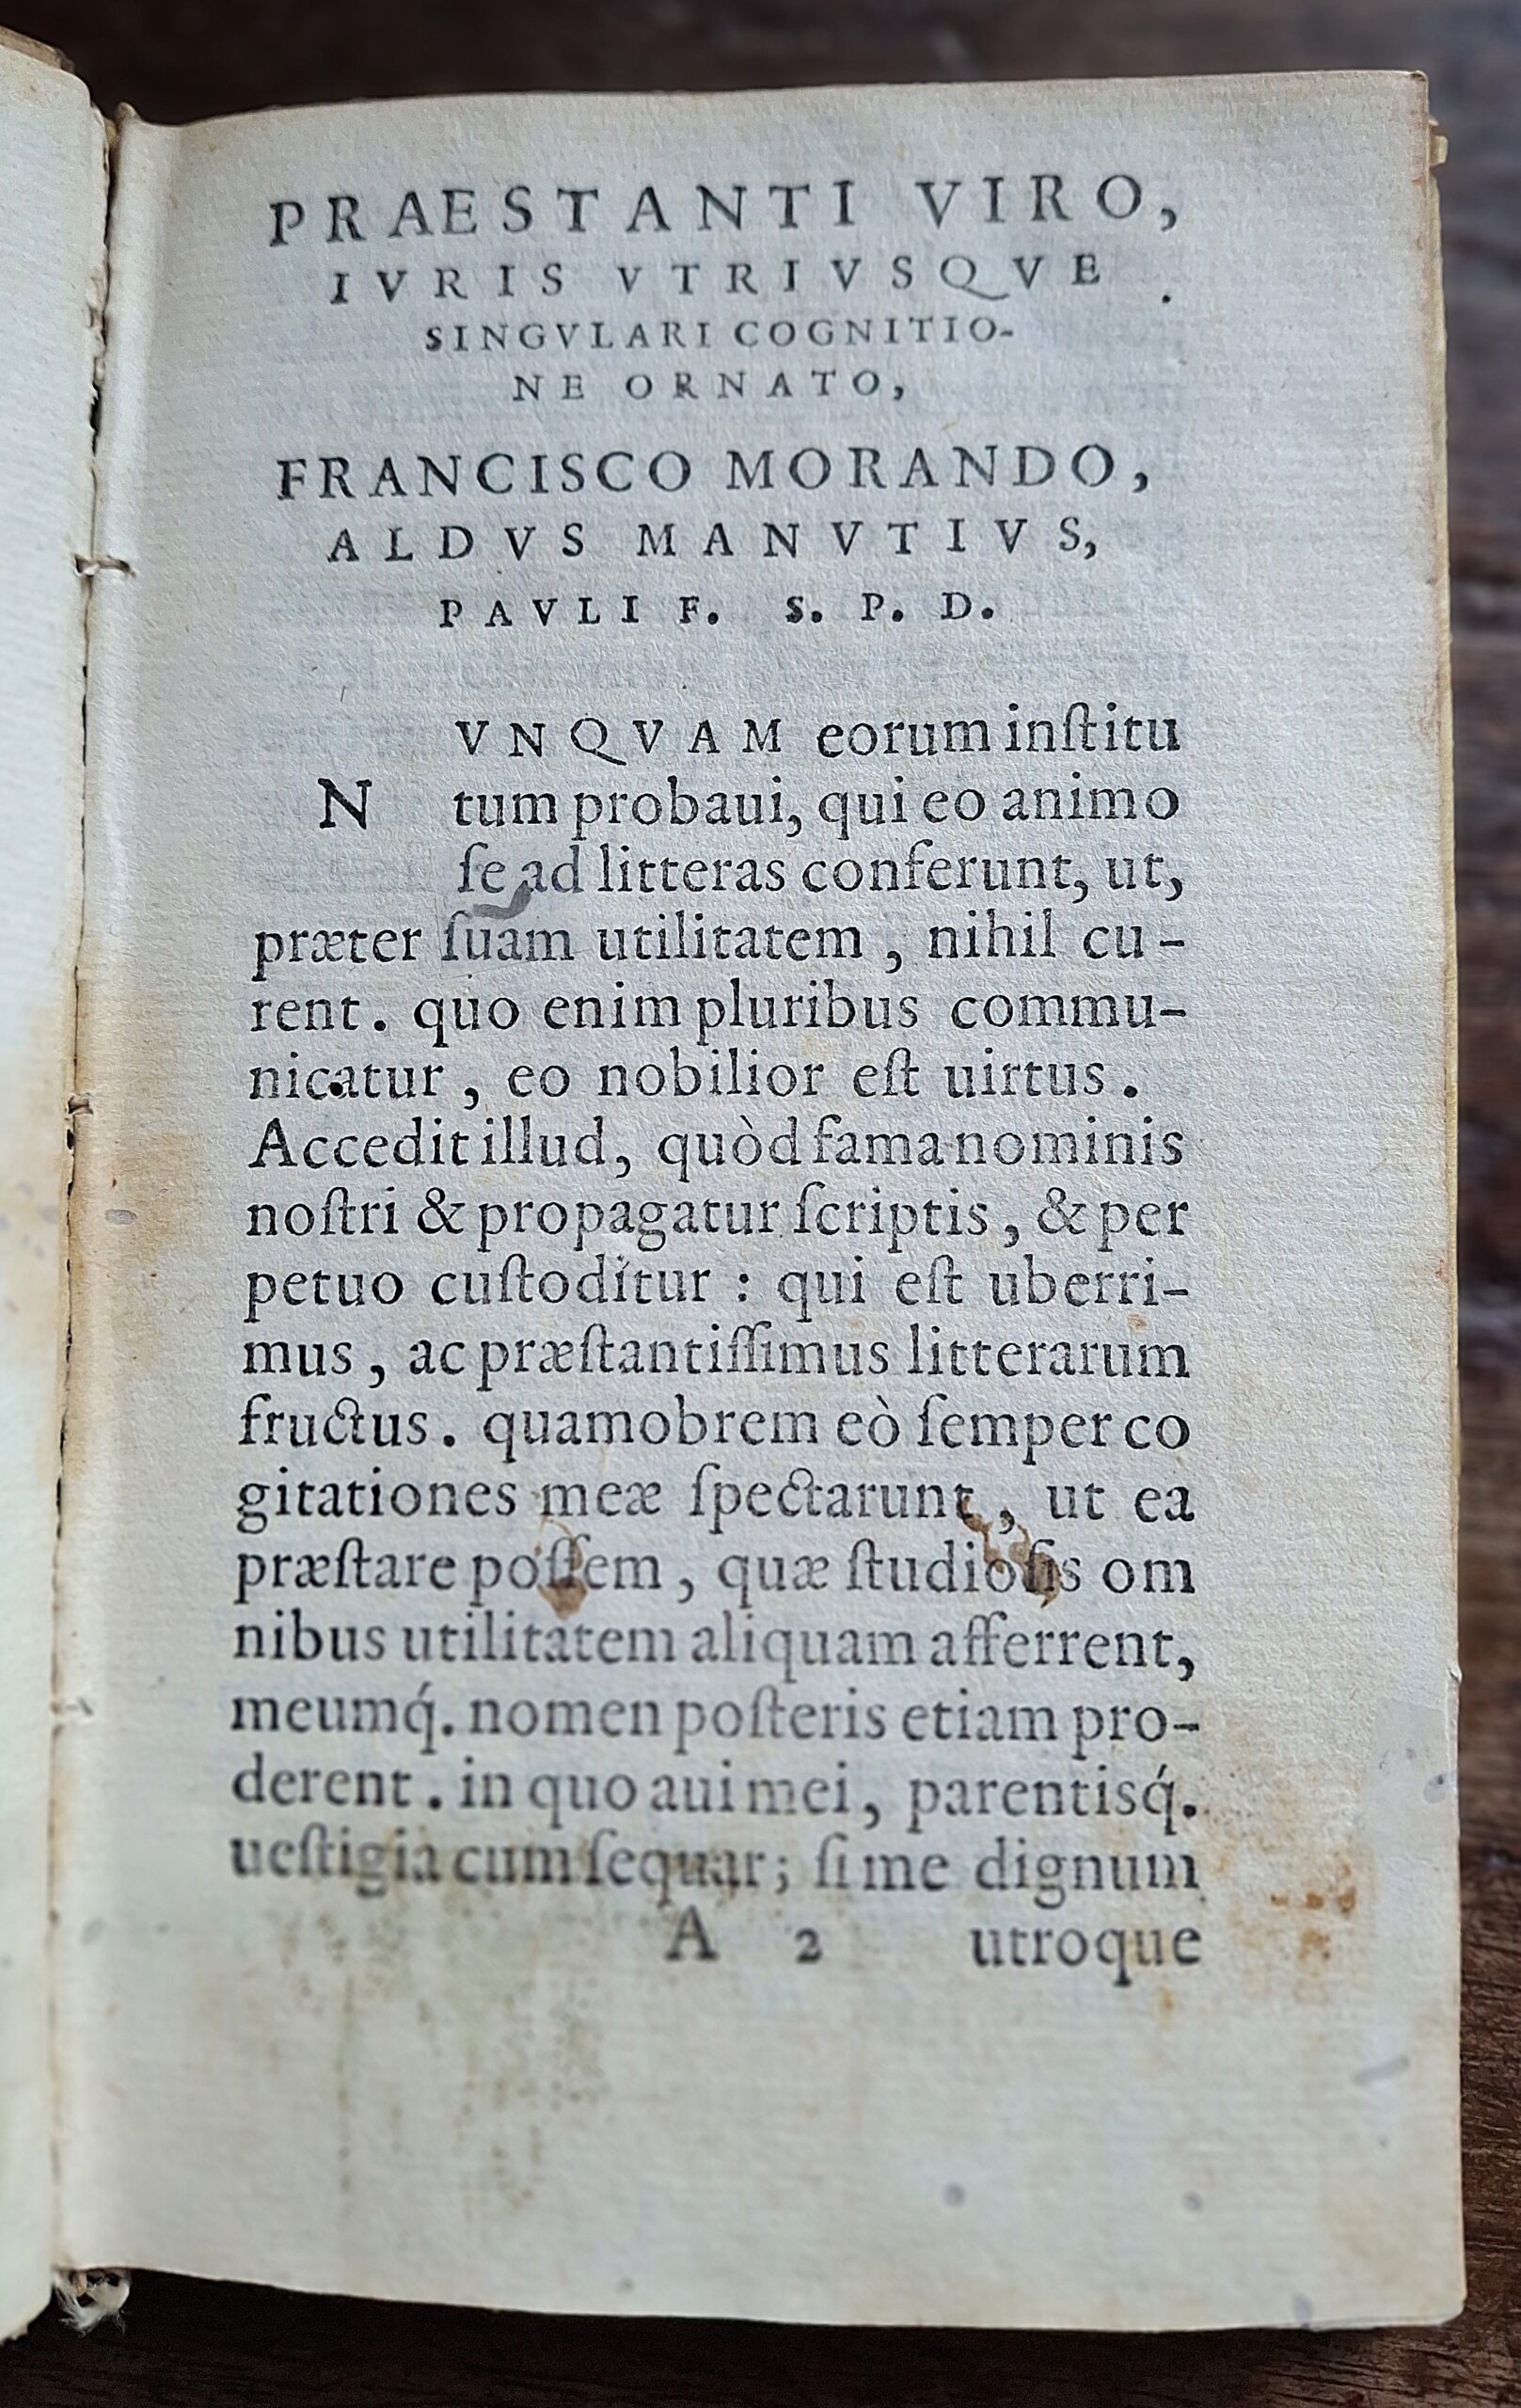 PRAESTANTI VIRO,
IVRIS VTRIVSQVE
SINGVLARI COGNITIO-
NE ORNATO,
FRANCISCO MORANDO,
ALDVS MANVTIVS,
PAVLI F. S. P. D.
VNQVAM eorum inſtitu
N tum probaui, qui eo animo
ſe ad litteras conferunt, ut,
præter ſuam utilitatem, nihil cu-
rent. quo enim pluribus commu-
nicatur, eo nobilior eſt uirtus.
Accedit illud, quòd fama nominis
noſtri & propagatur ſcriptis, & per
petuo cuſtoditur : qui eſt uberri-
mus, ac præſtantiſſimus litterarum
fructus. quamobrem eò ſemper co
gitationes meæ ſpectarunt, ut ea
præſtare poſſem, quæ ſtudioſis om
nibus utilitatem aliquam afferrent,
meumq́. nomen poſteris etiam pro-
derent. in quo aui mei, parentisq́.
ueſtigia cum ſequar; ſi me dignum
A 2 utroque